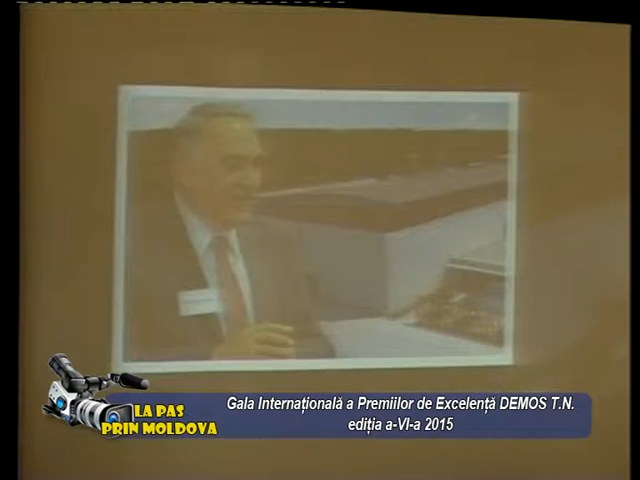 Gala Internațională a Premiilor de Excelență DEMOS T.N.
ediția a-VI-a 2015
LA PAS
PRIN MOLDOVA